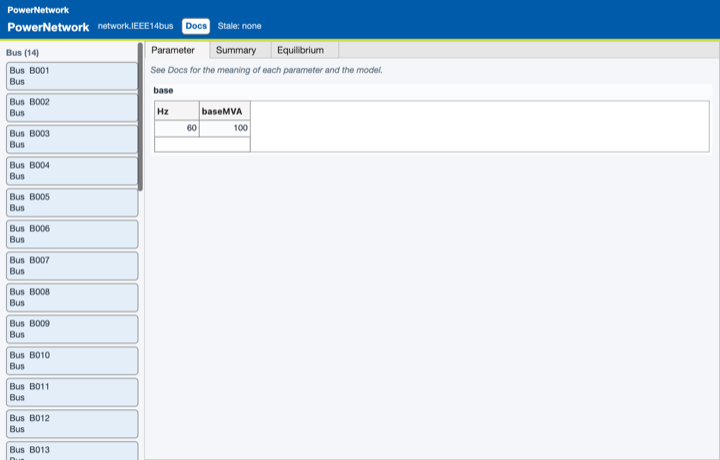 PowerNetwork
PowerNetwork network.IEEE14bus Docs Stale: none
Bus (14)
Bus B001
Bus
Bus B002
Bus
Bus B003
Bus
Bus B004
Bus
Bus B005
Bus
Bus B006
Bus
Bus B007
Bus
Bus B008
Bus
Bus B009
Bus
Bus B010
Bus
Bus B011
Bus
Bus B012
Bus
Bus B013
Parameter Summary Equilibrium
See Docs for the meaning of each parameter and the model.
base
Hz baseMVA
60 100